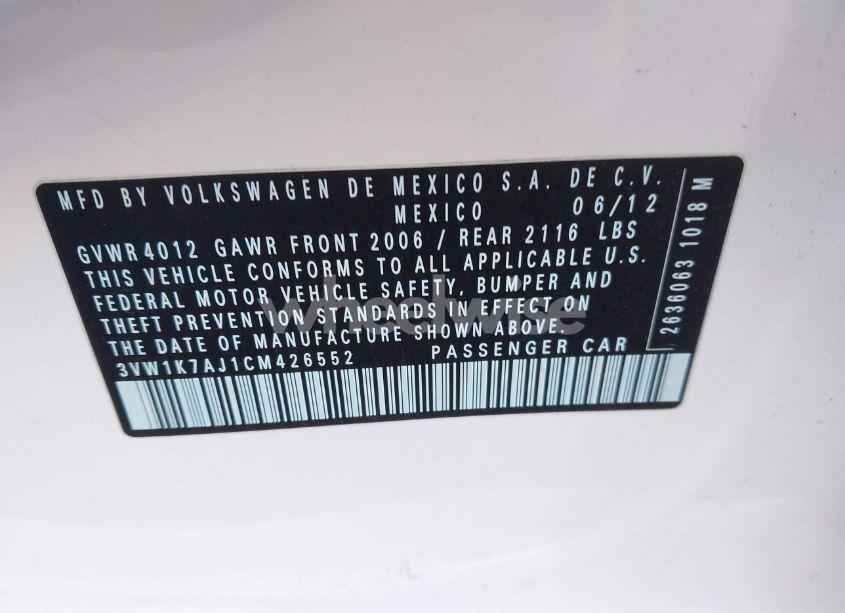 MFD BY VOLKSWAGEN DE MEXICO S.A. DE C.V.
MEXICO 06/12
GVWR4012 GAWR FRONT 2006 / REAR 2116 LBS
THIS VEHICLE CONFORMS TO ALL APPLICABLE U.S.
FEDERAL MOTOR VEHICLE SAFETY, BUMPER AND
THEFT PREVENTION STANDARDS IN EFFECT ON
THE DATE OF MANUFACTURE SHOWN ABOVE.
3VW1K7AJ1CM426552 PASSENGER CAR
2636063 1018 M
wheelwise